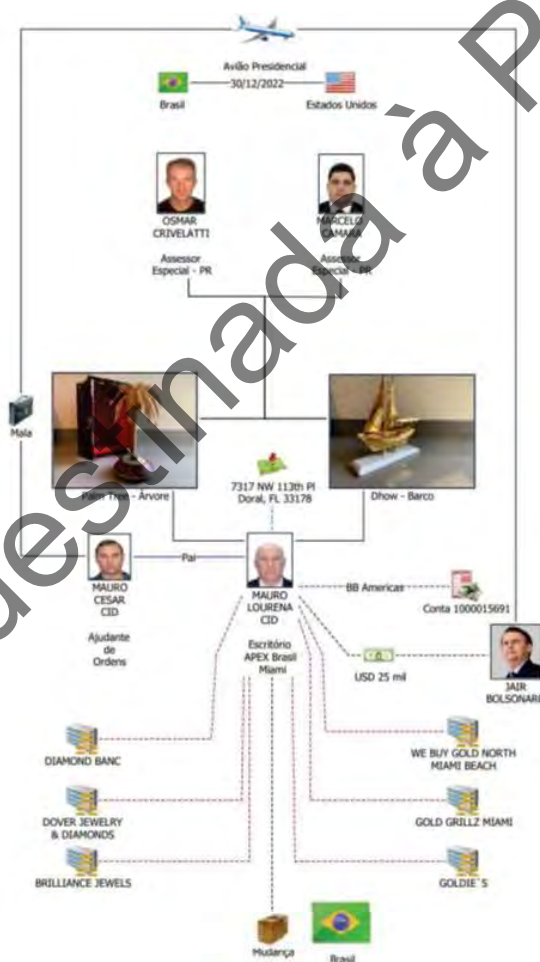 Avião Presidencial
30/12/2022
Brasil
Estados Unidos
OSMAR
CRIVELATTI
Assessor
Especial - PR
MARCELO
CAMARA
Assessor
Especial - PR
Mala
Palm Tree - Árvore
7317 NW 113th Pl
Doral, FL 33178
Dhow - Barco
MAURO
CESAR
CID
Ajudante
de
Ordens
Pai
MAURO
LOURENA
CID
Escritório
APEX Brasil
Miami
BB Americas
Conta 1000015691
USD 25 mil
JAIR
BOLSONARO
DIAMOND BANC
DOVER JEWELRY
& DIAMONDS
BRILLIANCE JEWELS
WE BUY GOLD NORTH
MIAMI BEACH
GOLD GRILLZ MIAMI
GOLDIE`S
Mudança
Brasil
destinada à P